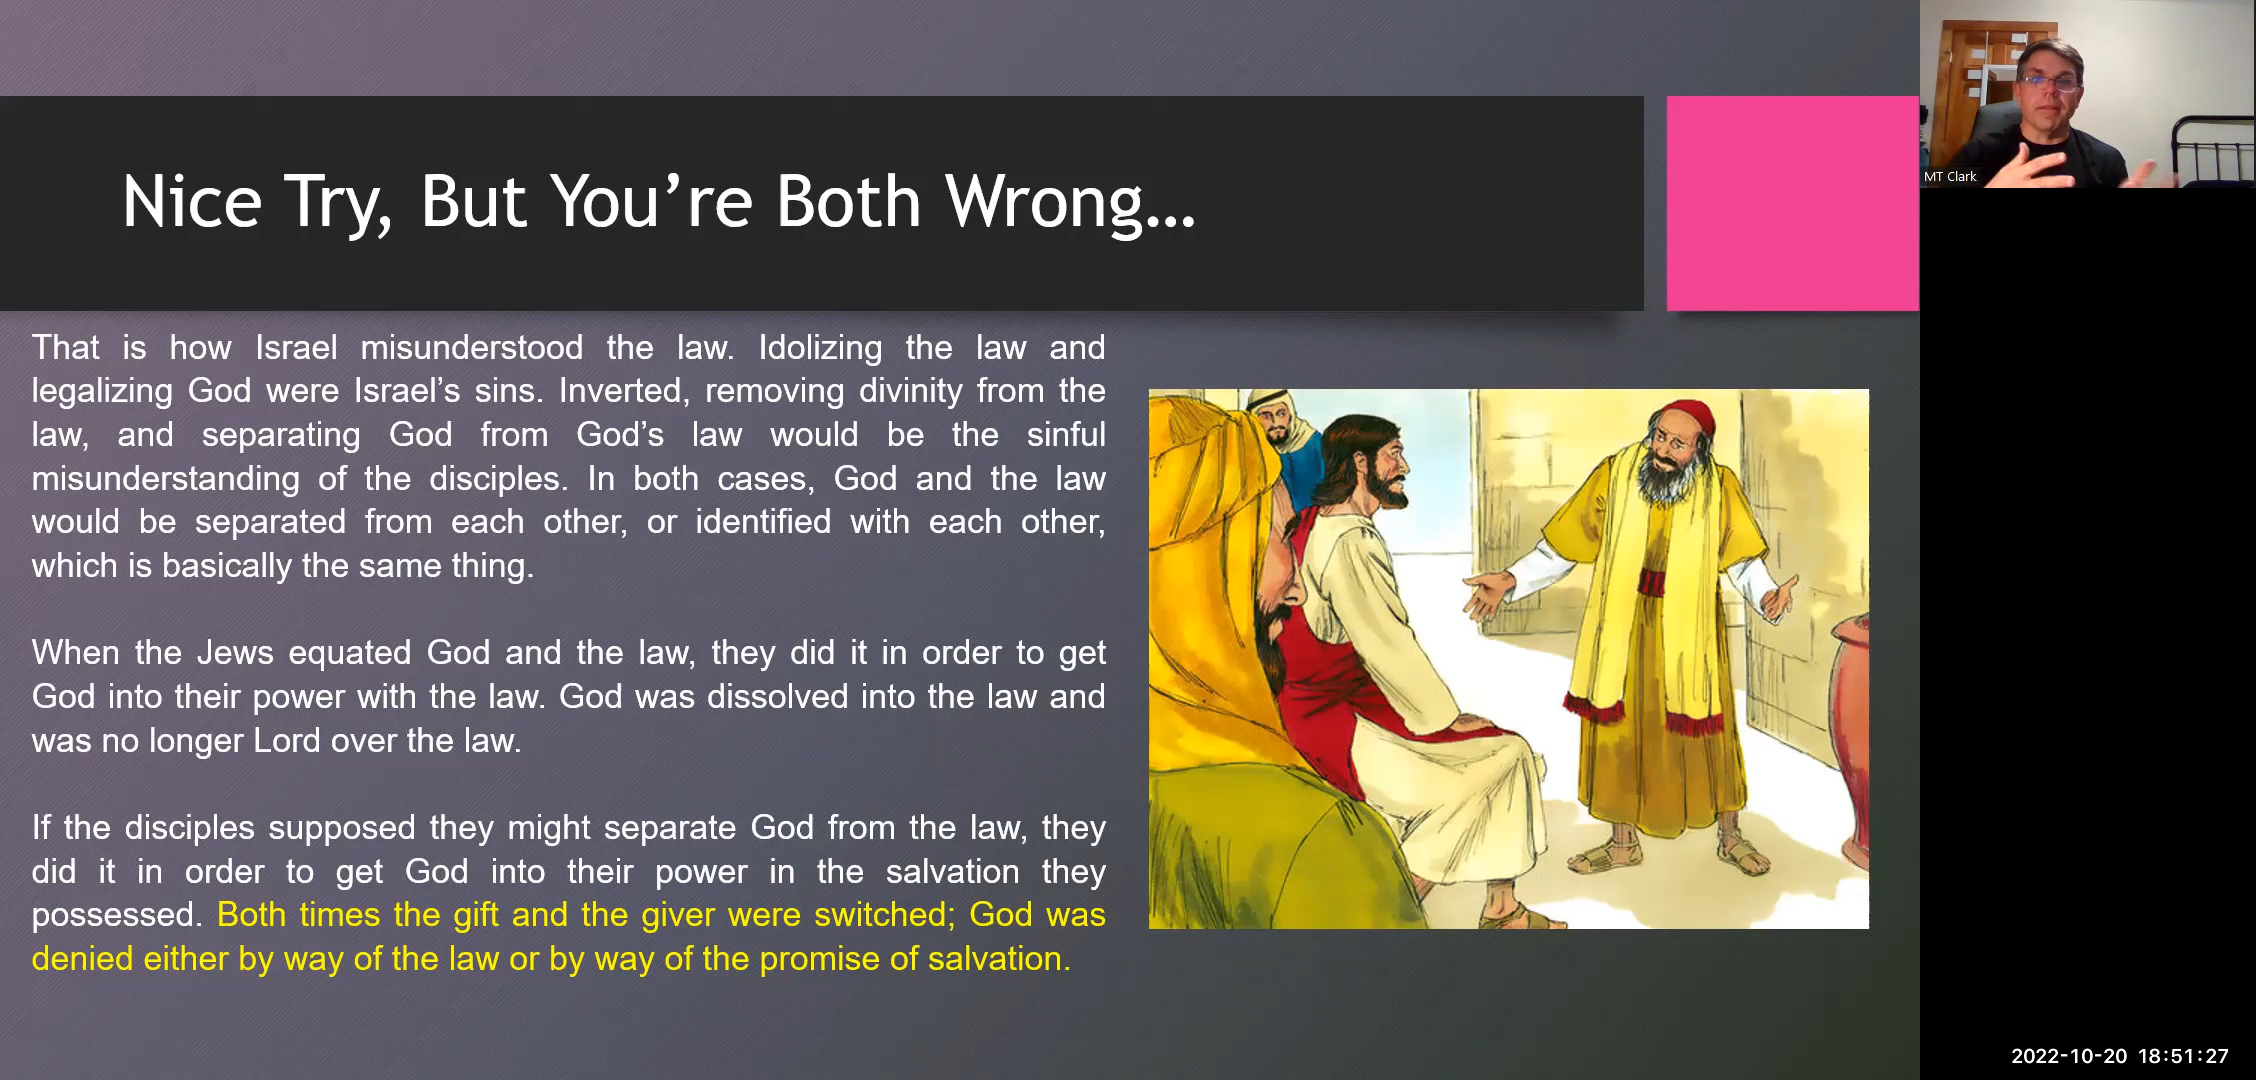 Nice Try, But You’re Both Wrong…
MT Clark
That is how Israel misunderstood the law. Idolizing the law and
legalizing God were Israel’s sins. Inverted, removing divinity from the
law, and separating God from God’s law would be the sinful
misunderstanding of the disciples. In both cases, God and the law
would be separated from each other, or identified with each other,
which is basically the same thing.
When the Jews equated God and the law, they did it in order to get
God into their power with the law. God was dissolved into the law and
was no longer Lord over the law.
If the disciples supposed they might separate God from the law, they
did it in order to get God into their power in the salvation they
possessed. Both times the gift and the giver were switched; God was
denied either by way of the law or by way of the promise of salvation.
2022-10-20 18:51:27